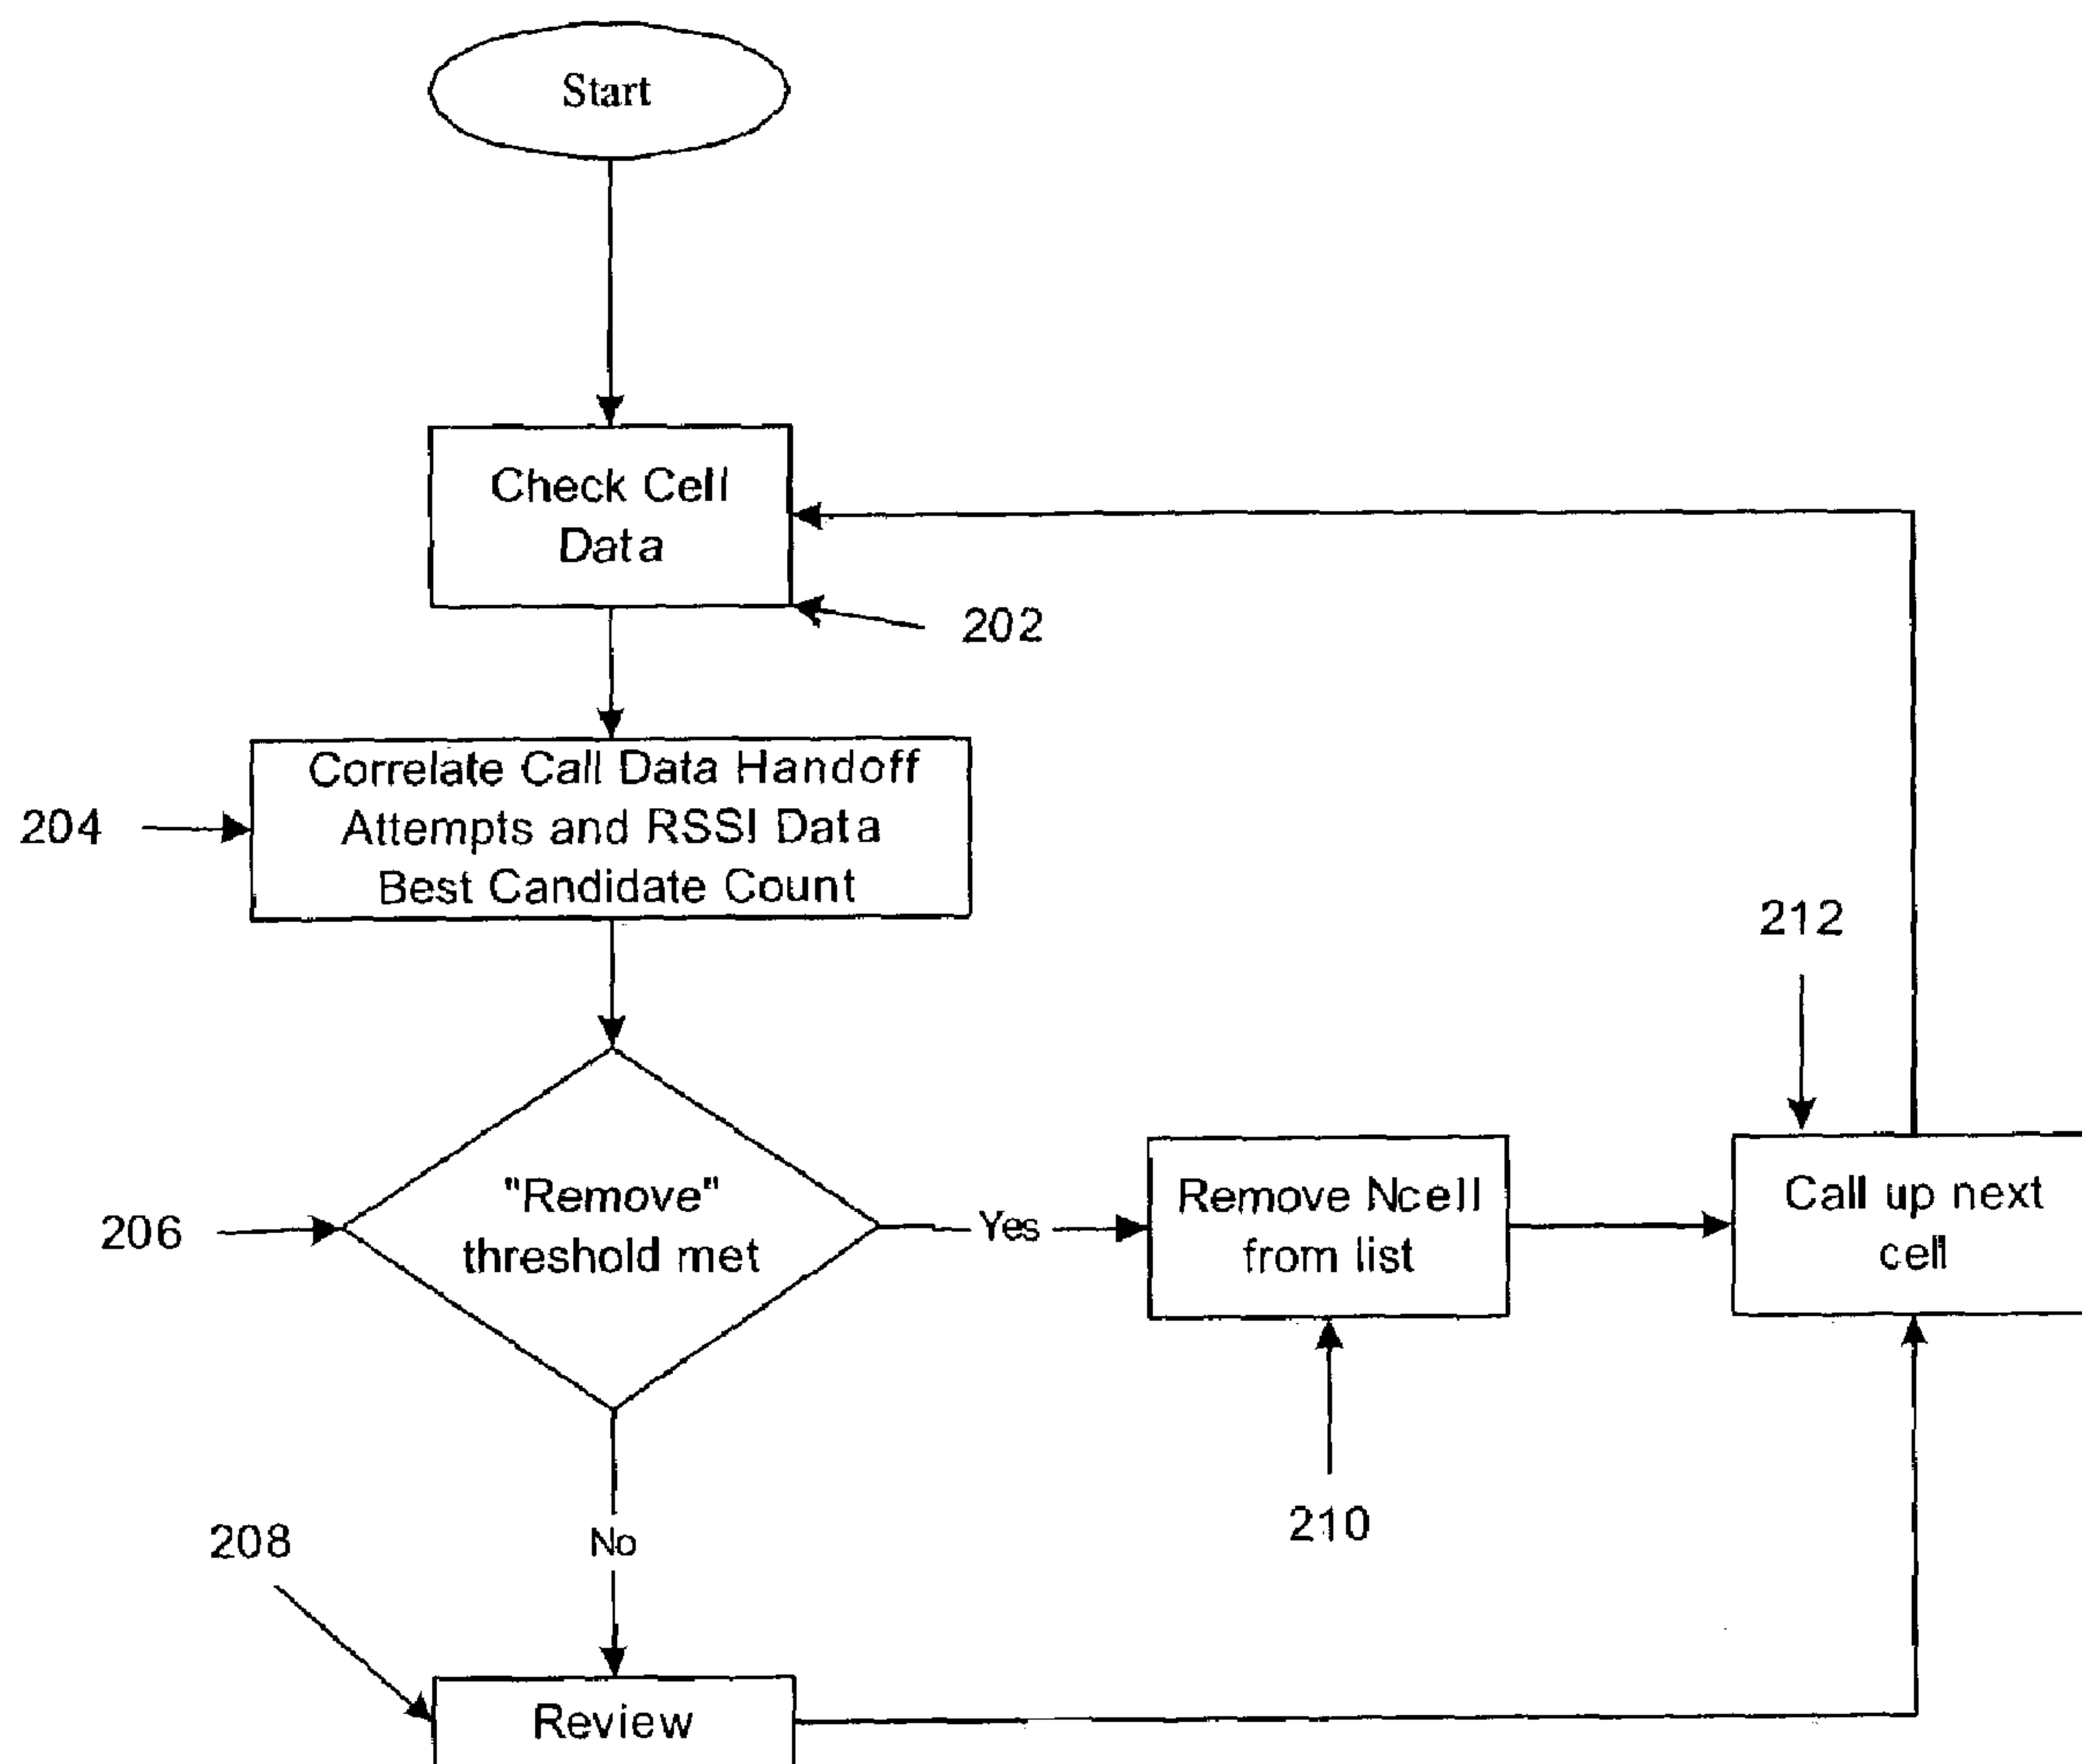 Start
Check Cell
Data
202
204
Correlate Call Data Handoff
Attempts and RSSI Data
Best Candidate Count
212
206
"Remove"
threshold met
Yes
Remove Ncell
from list
Call up next
cell
210
208
No
Review